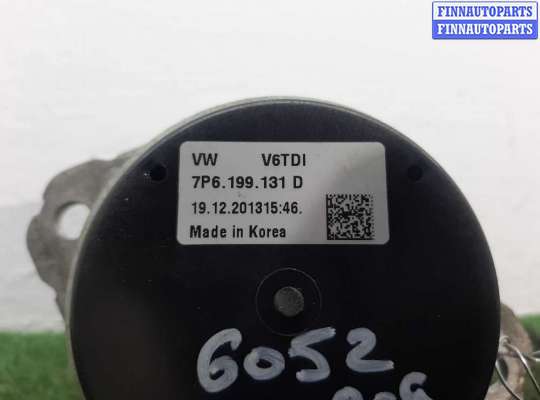 FINNAUTOPARTS
FINNAUTOPARTS
VW V6TDI
7P6.199.131 D
19.12.201315:46.
Made in Korea
6052